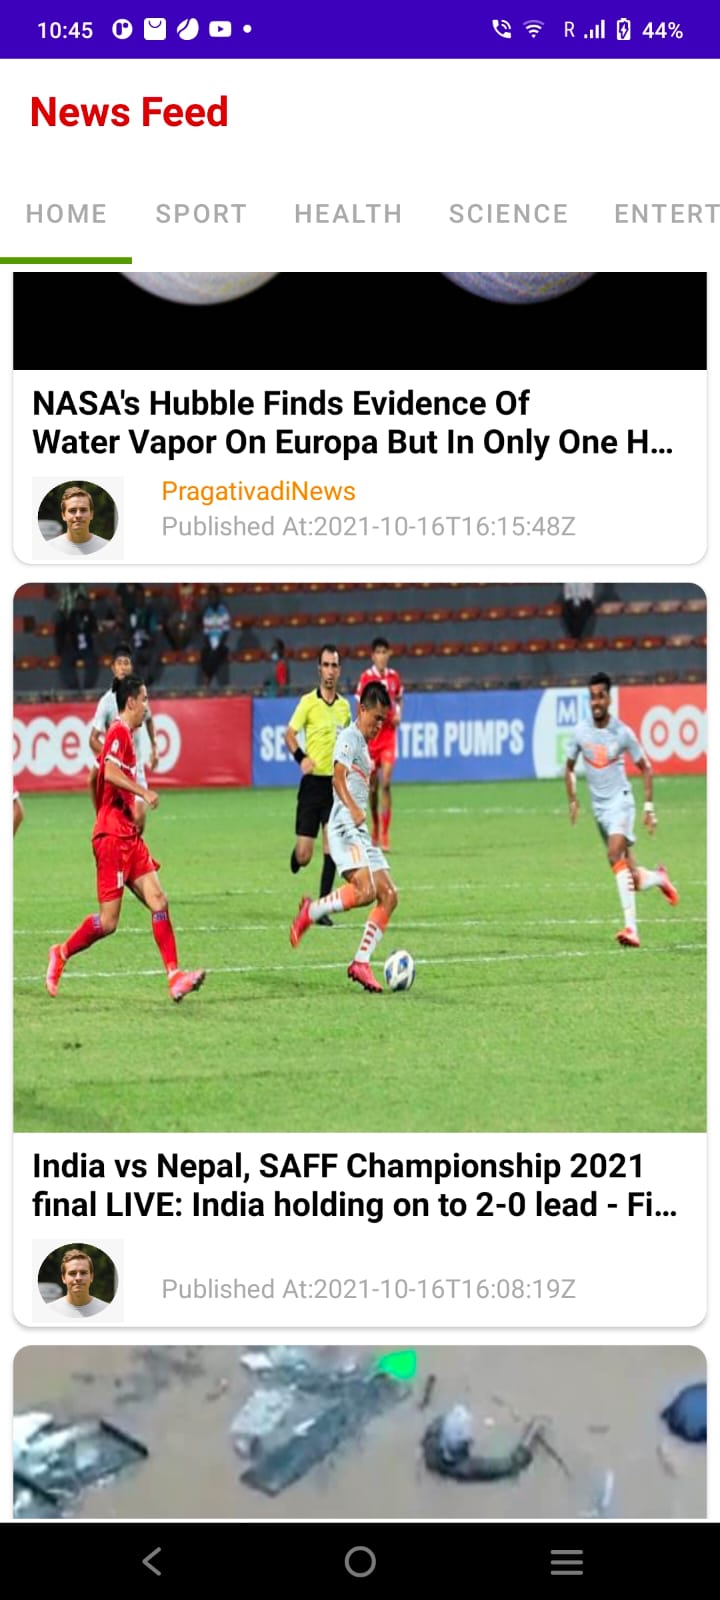 10:45
R 44%
News Feed
HOME SPORT HEALTH SCIENCE ENTERT
NASA's Hubble Finds Evidence Of
Water Vapor On Europa But In Only One H...
PragativadiNews
Published At:2021-10-16T16:15:48Z
TER PUMPS
India vs Nepal, SAFF Championship 2021
final LIVE: India holding on to 2-0 lead - Fi...
Published At:2021-10-16T16:08:19Z